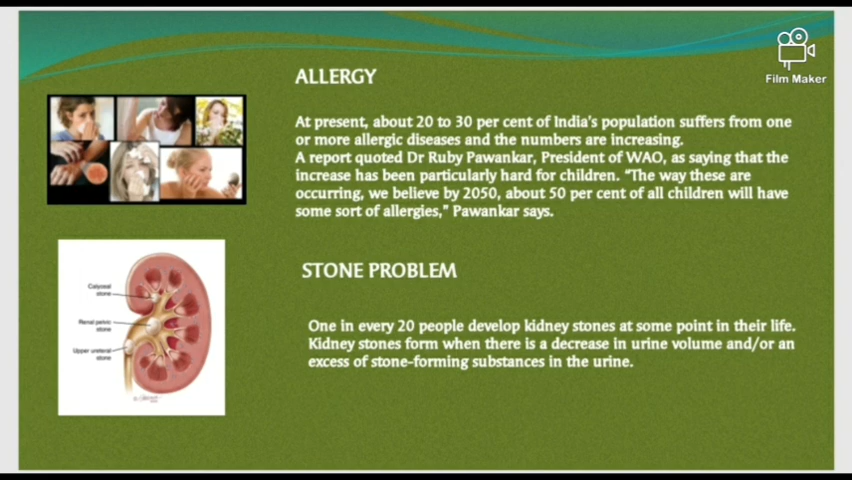 Film Maker
ALLERGY
At present, about 20 to 30 per cent of India's population suffers from one
or more allergic diseases and the numbers are increasing.
A report quoted Dr Ruby Pawankar, President of WAO, as saying that the
increase has been particularly hard for children. "The way these are
occurring, we believe by 2050, about 50 per cent of all children will have
some sort of allergies," Pawankar says.
Calyceal
stone
Renal pelvic
stone
Upper ureteral
stone
STONE PROBLEM
One in every 20 people develop kidney stones at some point in their life.
Kidney stones form when there is a decrease in urine volume and/or an
excess of stone-forming substances in the urine.